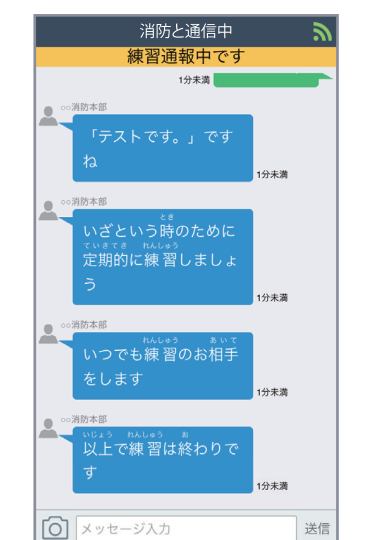 消防と通信中
練習通報中です
1分未満
○○消防本部
「テストです。」です
ね
1分未満
○○消防本部
とき
いざという時のために
ていきてき れんしゅう
定期的に練習しましょ
う
1分未満
○○消防本部
れんしゅう あいて
いつでも練習のお相手
をします
1分未満
○○消防本部
いじょう れんしゅう お
以上で練習は終わりで
す
1分未満
メッセージ入力
送信